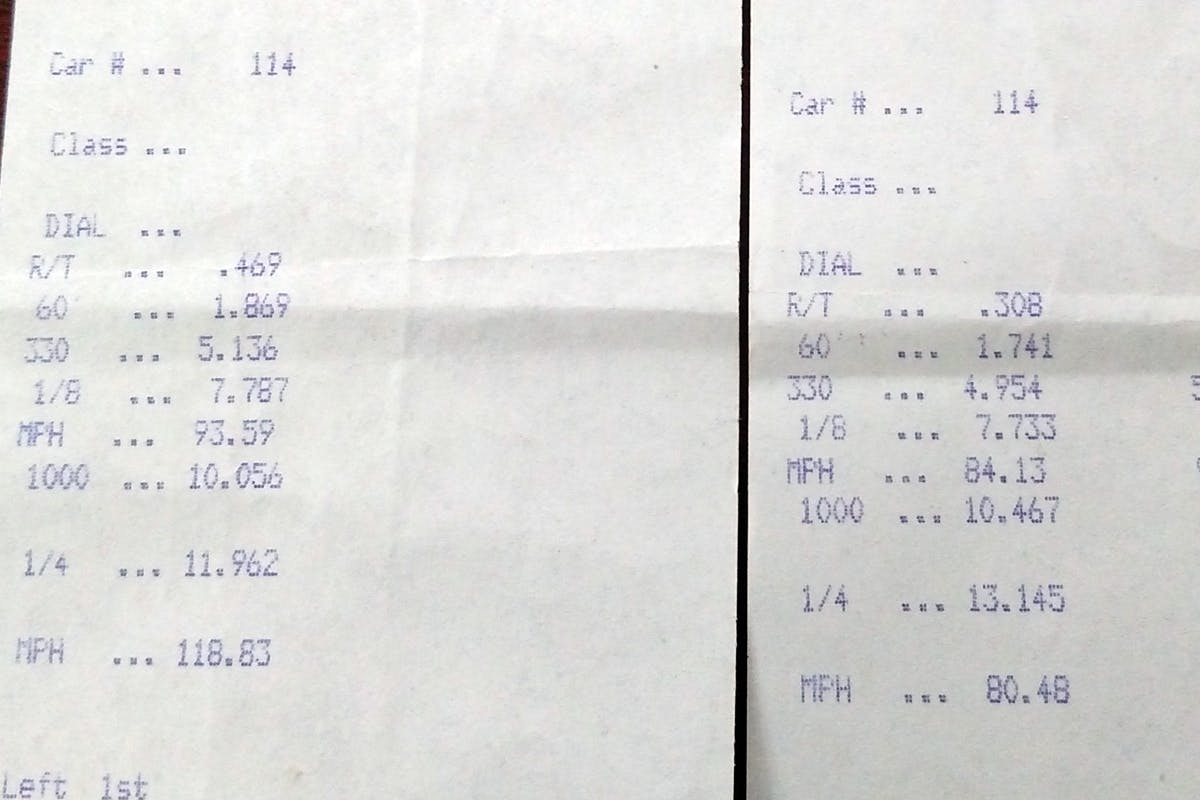 Car # ... 114
Class ...
DIAL ...
R/T ... .469
60' ... 1.869
330 ... 5.136
1/8 ... 7.787
MPH ... 93.59
1000 ... 10.056
1/4 ... 11.962
MPH ... 118.83
Left 1st
Car # ... 114
Class ...
DIAL ...
R/T ... .308
60' ... 1.741
330 ... 4.954
1/8 ... 7.733
MPH ... 84.13
1000 ... 10.467
1/4 ... 13.145
MPH ... 80.48